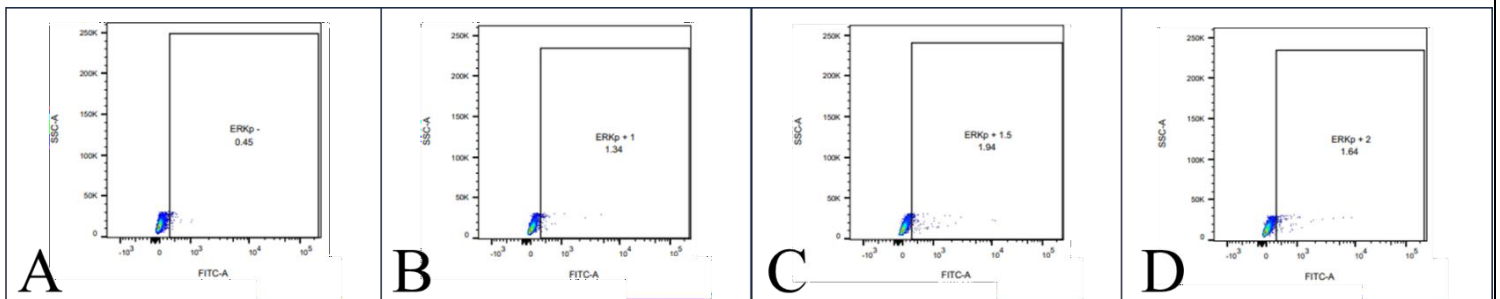 250K
200K
150K
100K
50K
0
SSC-A
ERKp -
0.45
-10³ 0 10³ 10⁴ 10⁵
FITC-A
A
250K
200K
150K
100K
50K
0
SSC-A
ERKp + 1
1.34
-10³ 0 10³ 10⁴ 10⁵
FITC-A
B
250K
200K
150K
100K
50K
0
SSC-A
ERKp + 1.5
1.94
-10³ 0 10³ 10⁴ 10⁵
FITC-A
C
250K
200K
150K
100K
50K
0
SSC-A
ERKp + 2
1.64
-10³ 0 10³ 10⁴ 10⁵
FITC-A
D